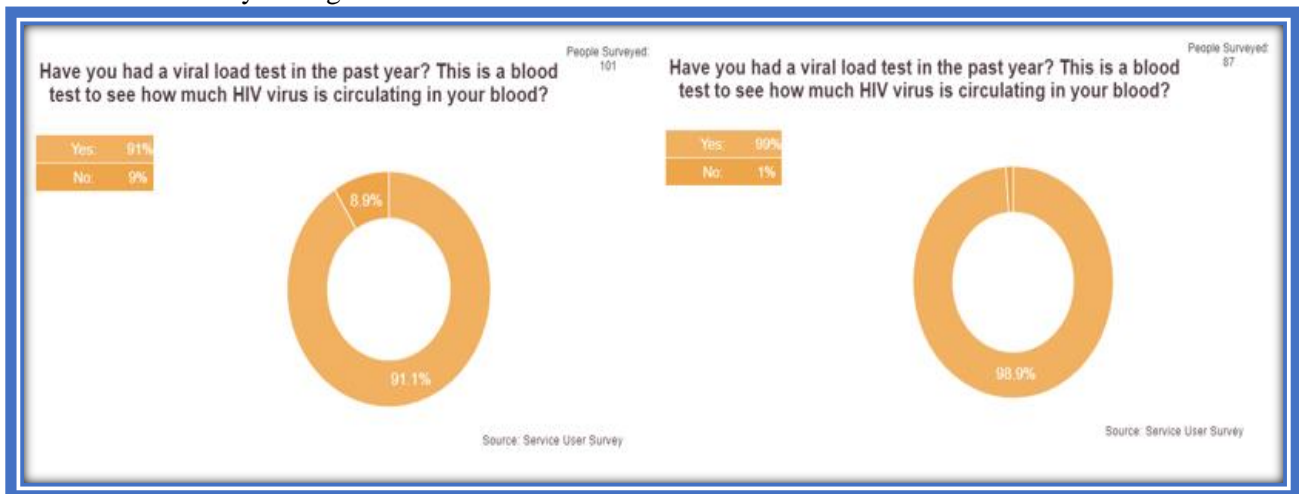 People Surveyed:
101
Have you had a viral load test in the past year? This is a blood
test to see how much HIV virus is circulating in your blood?
Yes: 91%
No: 9%
8.9%
91.1%
Source: Service User Survey
People Surveyed:
87
Have you had a viral load test in the past year? This is a blood
test to see how much HIV virus is circulating in your blood?
Yes: 99%
No: 1%
98.9%
Source: Service User Survey